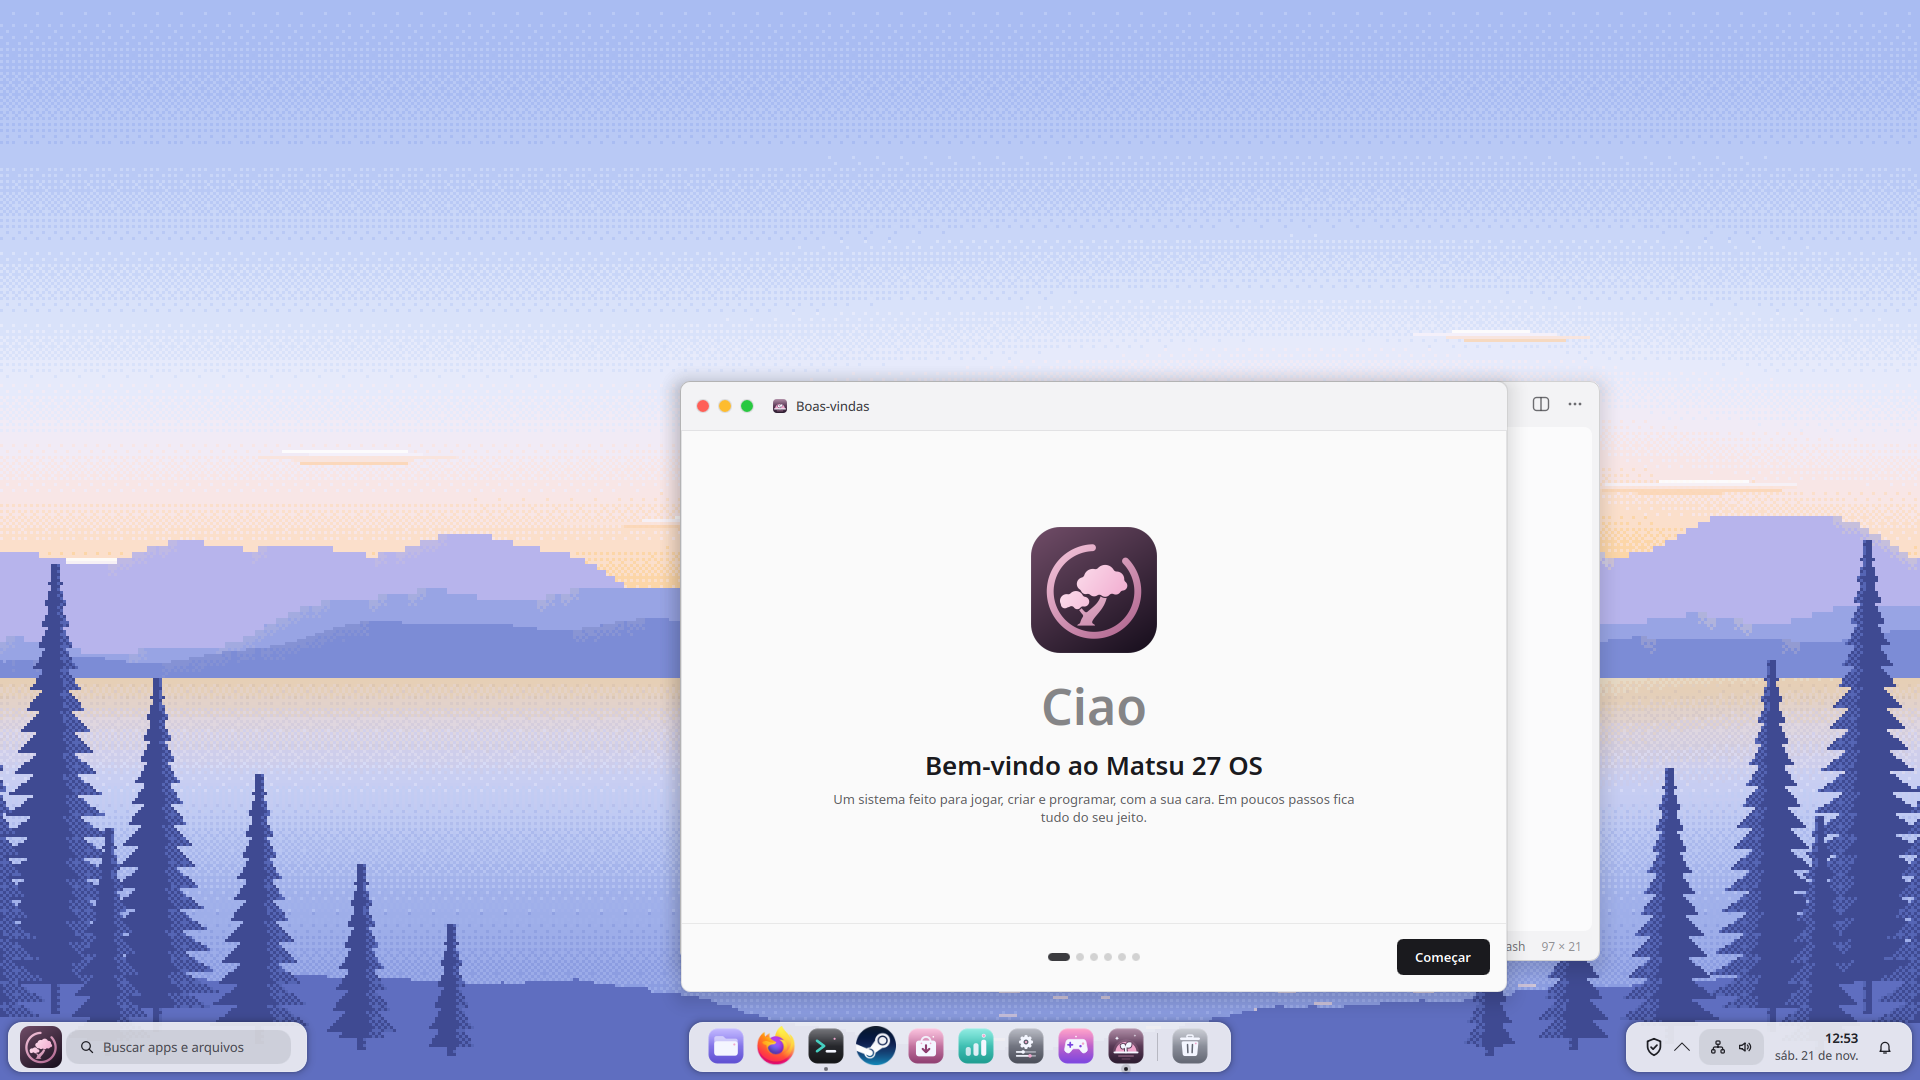 Boas-vindas
Ciao
Bem-vindo ao Matsu 27 OS
Um sistema feito para jogar, criar e programar, com a sua cara. Em poucos passos fica
tudo do seu jeito.
Começar
97 × 21
Buscar apps e arquivos
12:53
sáb. 21 de nov.